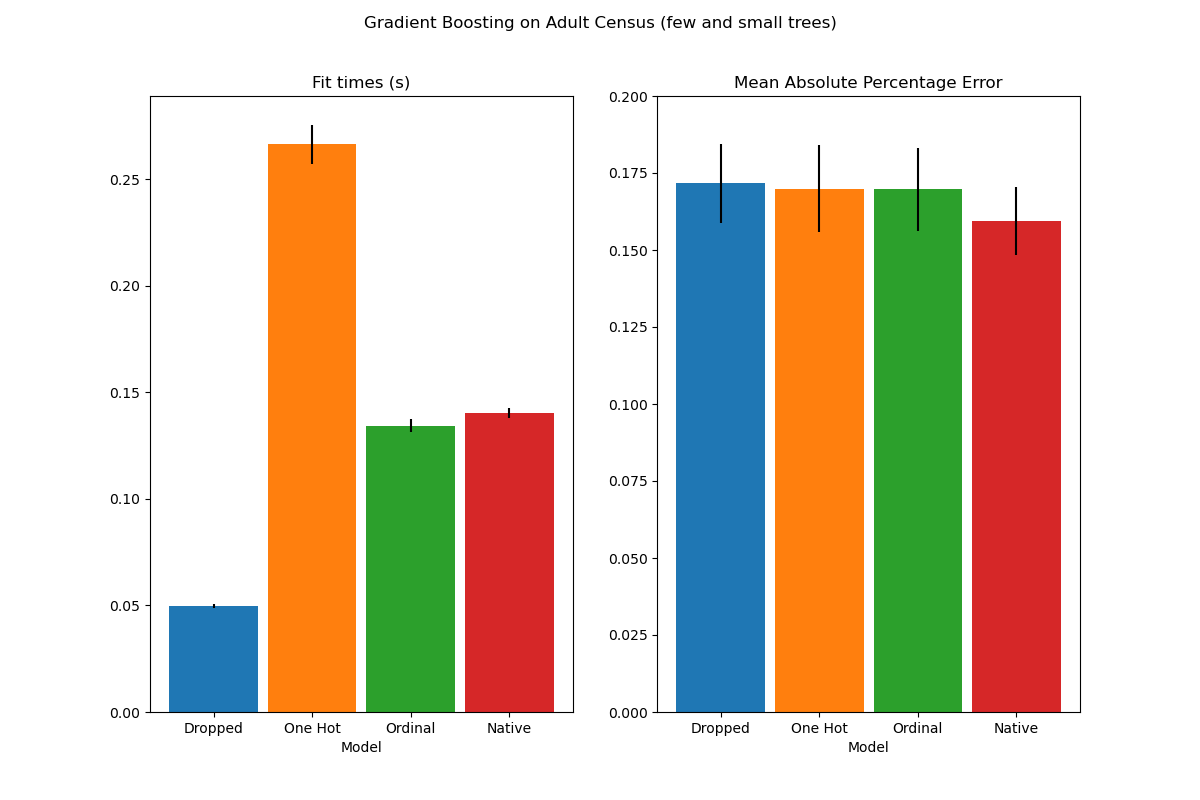 Gradient Boosting on Adult Census (few and small trees)
Fit times (s)
0.25
0.20
0.15
0.10
0.05
0.00
Dropped One Hot Ordinal Native
Model
Mean Absolute Percentage Error
0.200
0.175
0.150
0.125
0.100
0.075
0.050
0.025
0.000
Dropped One Hot Ordinal Native
Model